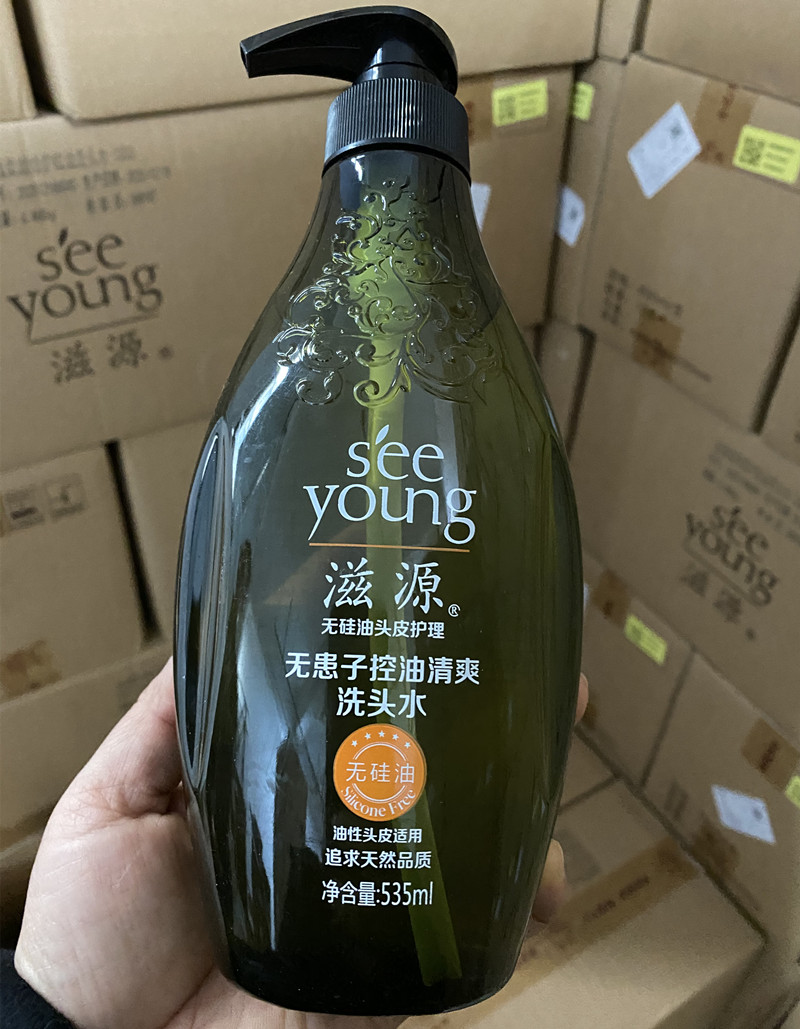 see
young
滋源®
无硅油头皮护理
无患子控油清爽
洗头水
无硅油
Silicone Free
油性头皮适用
追求天然品质
净含量:535ml
see
young
滋源®
see
young
滋源